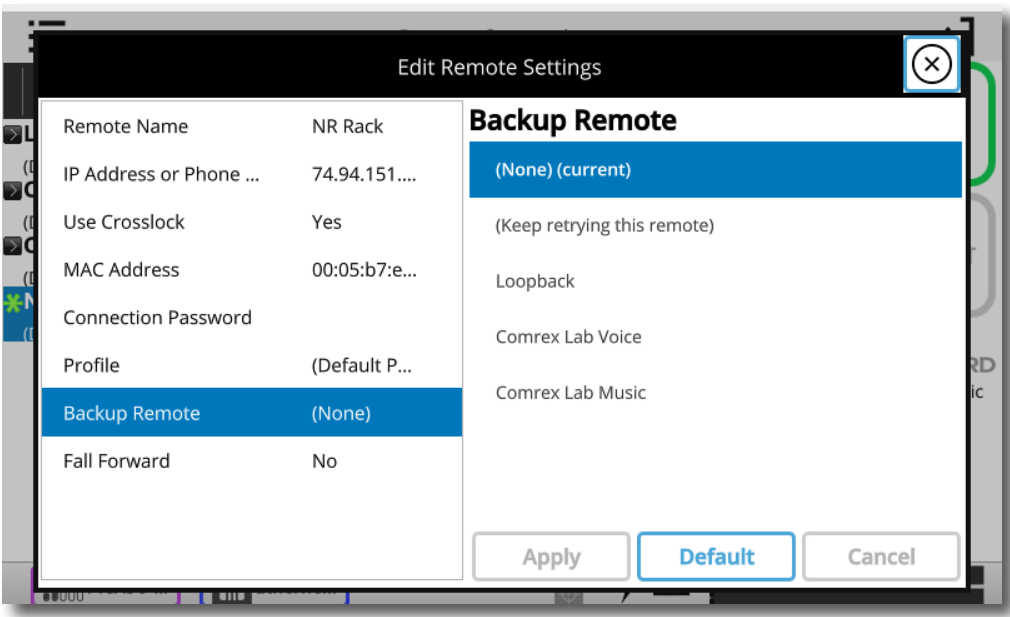 Edit Remote Settings
Remote Name NR Rack
IP Address or Phone ... 74.94.151....
Use Crosslock Yes
MAC Address 00:05:b7:e...
Connection Password
Profile (Default P...
Backup Remote (None)
Fall Forward No
Backup Remote
(None) (current)
(Keep retrying this remote)
Loopback
Comrex Lab Voice
Comrex Lab Music
Apply Default Cancel
RD
ic